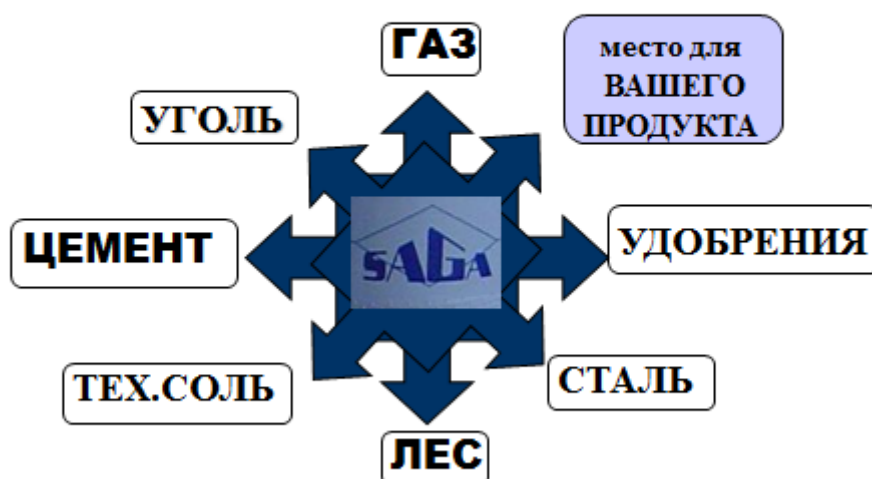 ГАЗ
место для
ВАШЕГО
ПРОДУКТА
УГОЛЬ
ЦЕМЕНТ
SAGA
УДОБРЕНИЯ
ТЕХ.СОЛЬ
СТАЛЬ
ЛЕС